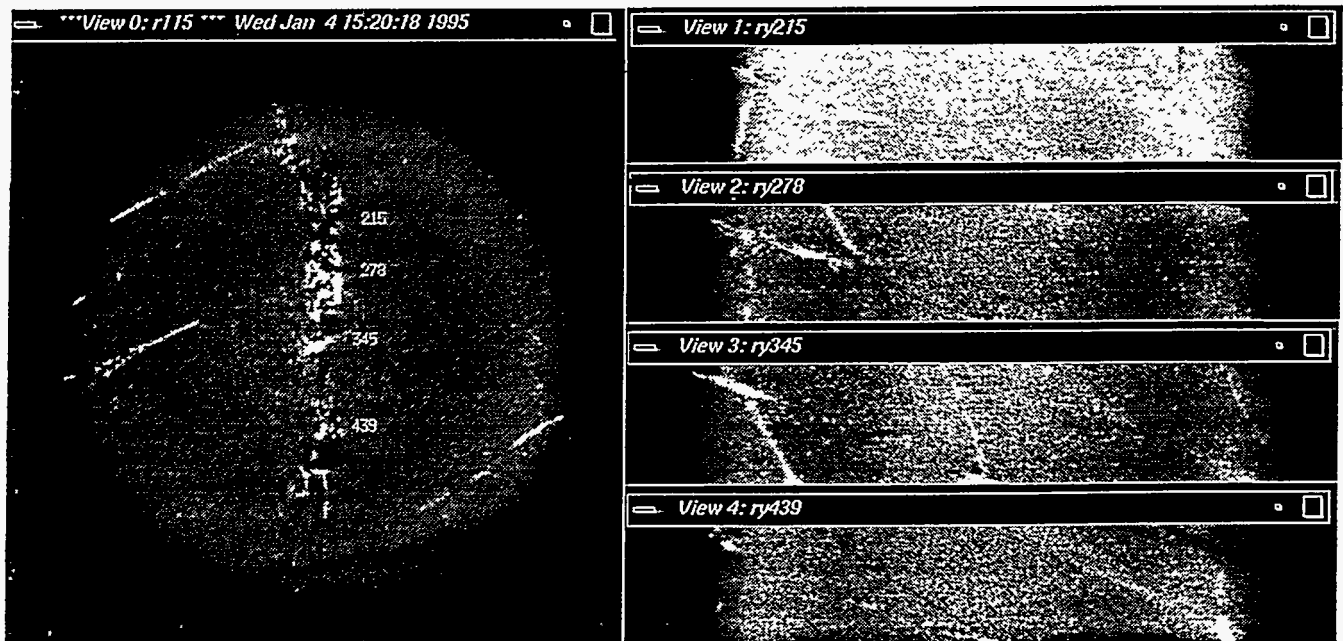 ***View 0: r115 *** Wed Jan 4 15:20:18 1995
215
278
345
439
View 1: ry215
View 2: ry278
View 3: ry345
View 4: ry439